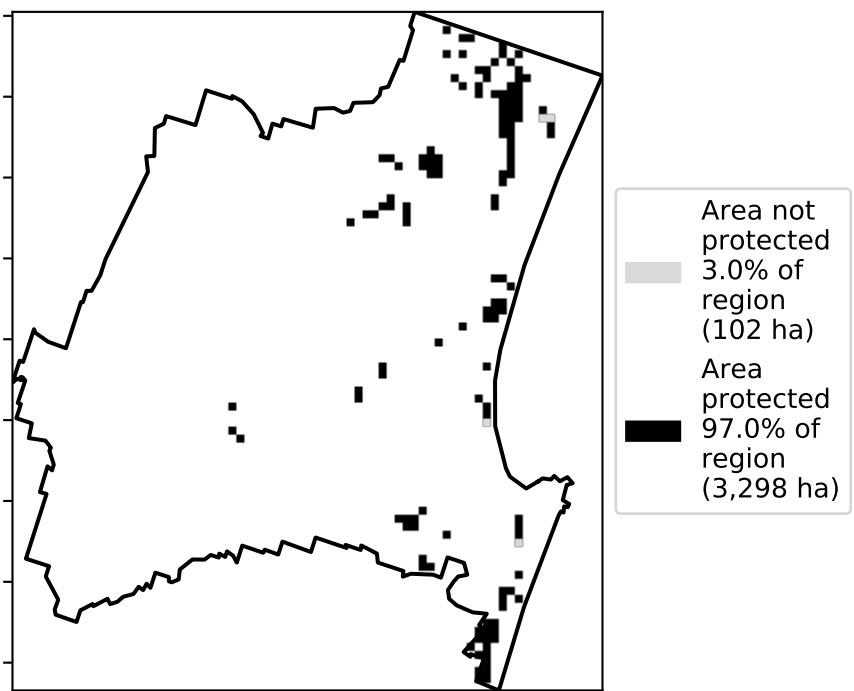 Area not
protected
3.0% of
region
(102 ha)
Area
protected
97.0% of
region
(3,298 ha)